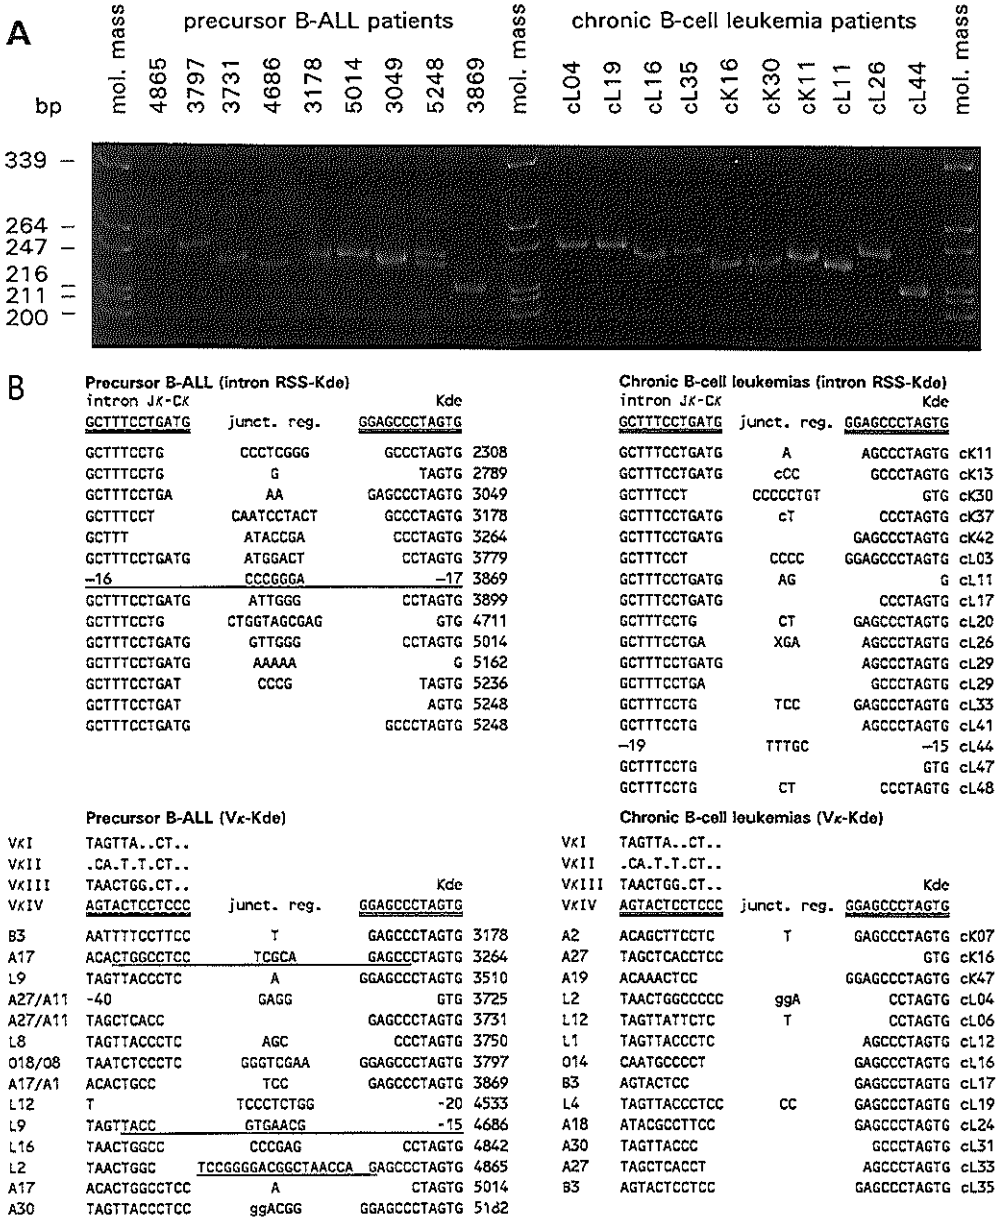 A
precursor B-ALL patients
chronic B-cell leukemia patients
bp
mol. mass 4865 3797 3731 4686 3178 5014 3049 5248 3869 mol. mass cL04 cL19 cL16 cL35 cK16 cK30 cK11 cL11 cL26 cL44 mol. mass
339
264
247
216
211
200
B
Precursor B-ALL (intron RSS-Kde)
intron Jκ-Cκ Kde
GCTTTCCTGATG junct. reg. GGAGCCCTAGTG
GCTTTCCTG CCCTCGGG GCCCTAGTG 2308
GCTTTCCTG G TAGTG 2789
GCTTTCCTGA AA GAGCCCTAGTG 3049
GCTTTCCT CAATCCTACT GCCCTAGTG 3178
GCTTT ATACCGA CCCTAGTG 3264
GCTTTCCTGATG ATGGACT CCTAGTG 3779
–16 CCCGGGA –17 3869
GCTTTCCTGATG ATTGGG CCTAGTG 3899
GCTTTCCTG CTGGTAGCGAG GTG 4711
GCTTTCCTGATG GTTGGG CCTAGTG 5014
GCTTTCCTGATG AAAAA G 5162
GCTTTCCTGAT CCCG TAGTG 5236
GCTTTCCTGAT AGTG 5248
GCTTTCCTGATG GCCCTAGTG 5248
Chronic B-cell leukemias (intron RSS-Kde)
intron Jκ-Cκ Kde
GCTTTCCTGATG junct. reg. GGAGCCCTAGTG
GCTTTCCTGATG A AGCCCTAGTG cK11
GCTTTCCTGATG cCC GCCCTAGTG cK13
GCTTTCCT CCCCCTGT GTG cK30
GCTTTCCTGATG cT CCCTAGTG cK37
GCTTTCCTGATG GAGCCCTAGTG cK42
GCTTTCCT CCCC GGAGCCCTAGTG cL03
GCTTTCCTGATG AG G cL11
GCTTTCCTGATG CCCTAGTG cL17
GCTTTCCTG CT GAGCCCTAGTG cL20
GCTTTCCTGA XGA AGCCCTAGTG cL26
GCTTTCCTGATG AGCCCTAGTG cL29
GCTTTCCTGA GCCCTAGTG cL29
GCTTTCCTG TCC GAGCCCTAGTG cL33
GCTTTCCTG AGCCCTAGTG cL41
–19 TTTGC –15 cL44
GCTTTCCTG GTG cL47
GCTTTCCTG CT CCCTAGTG cL48
Precursor B-ALL (Vκ-Kde)
VκI TAGTTA..CT..
VκII .CA.T.T.CT..
VκIII TAACTGG.CT.. Kde
VκIV AGTACTCCTCCC junct. reg. GGAGCCCTAGTG
B3 AATTTTCCTTCC T GAGCCCTAGTG 3178
A17 ACACTGGCCTCC TCGCA GAGCCCTAGTG 3264
L9 TAGTTACCCTC A GGAGCCCTAGTG 3510
A27/A11 -40 GAGG GTG 3725
A27/A11 TAGCTCACC GAGCCCTAGTG 3731
L8 TAGTTACCCTC AGC CCCTAGTG 3750
O18/O8 TAATCTCCCTC GGGTCGAA GGAGCCCTAGTG 3797
A17/A1 ACACTGCC TCC GAGCCCTAGTG 3869
L12 T TCCCTCTGG -20 4533
L9 TAGTTACC GTGAACG -15 4686
L16 TAACTGGCC CCCGAG CCTAGTG 4842
L2 TAACTGGC TCCGGGGACGGCTAACCA GAGCCCTAGTG 4865
A17 ACACTGGCCTCC A CTAGTG 5014
A30 TAGTTACCCTCC ggACGG GGAGCCCTAGTG 5162
Chronic B-cell leukemias (Vκ-Kde)
VκI TAGTTA..CT..
VκII .CA.T.T.CT..
VκIII TAACTGG.CT.. Kde
VκIV AGTACTCCTCCC junct. reg. GGAGCCCTAGTG
A2 ACAGCTTCCTC T GAGCCCTAGTG cK07
A27 TAGCTCACCTCC GTG cK16
A19 ACAAACTCC GGAGCCCTAGTG cK47
L2 TAACTGGCCCCC ggA CCTAGTG cL04
L12 TAGTTATTCTC T CCTAGTG cL06
L1 TAGTTACCCTC AGCCCTAGTG cL12
O14 CAATGCCCCT GAGCCCTAGTG cL16
B3 AGTACTCC GAGCCCTAGTG cL17
L4 TAGTTACCCTCC CC GAGCCCTAGTG cL19
A18 ATACGCCTTCC GAGCCCTAGTG cL24
A30 TAGTTACCC GCCCTAGTG cL31
A27 TAGCTCACCT AGCCCTAGTG cL33
B3 AGTACTCCTCC GAGCCCTAGTG cL35